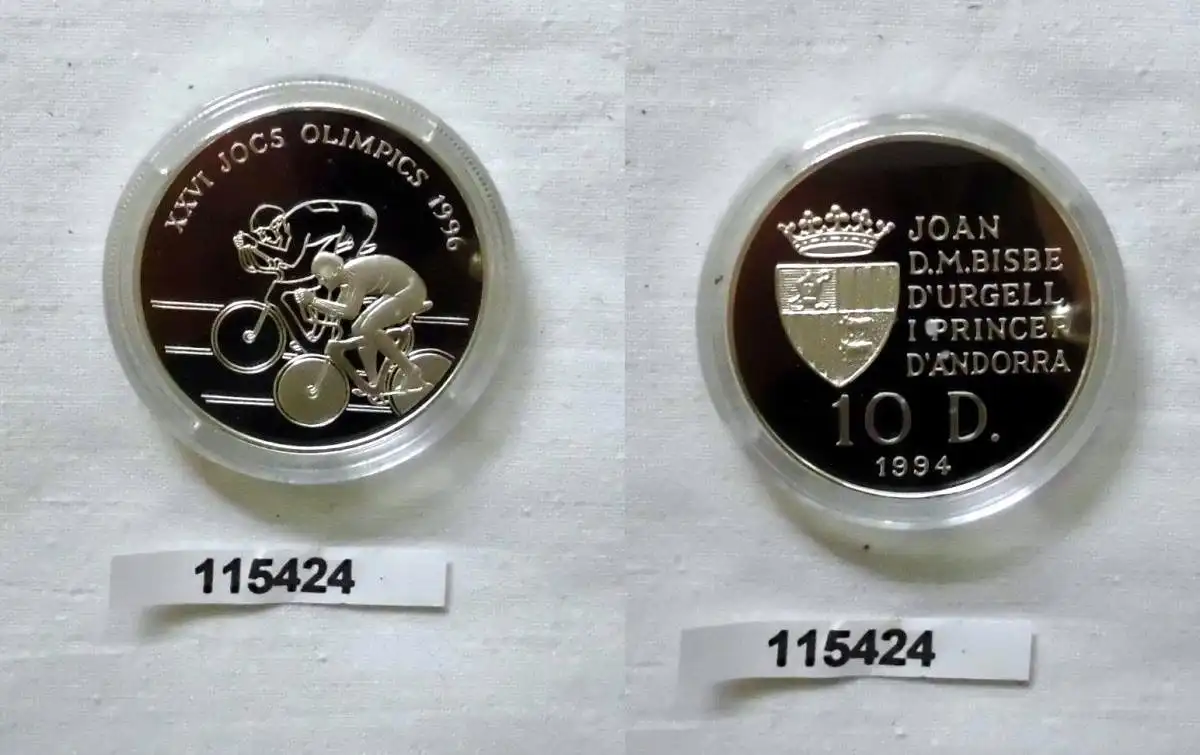 XXVI JOCS OLIMPICS 1996
115424
JOAN
D.M.BISBE
D'URGELL
I PRINCEP
D'ANDORRA
10 D.
1994
115424